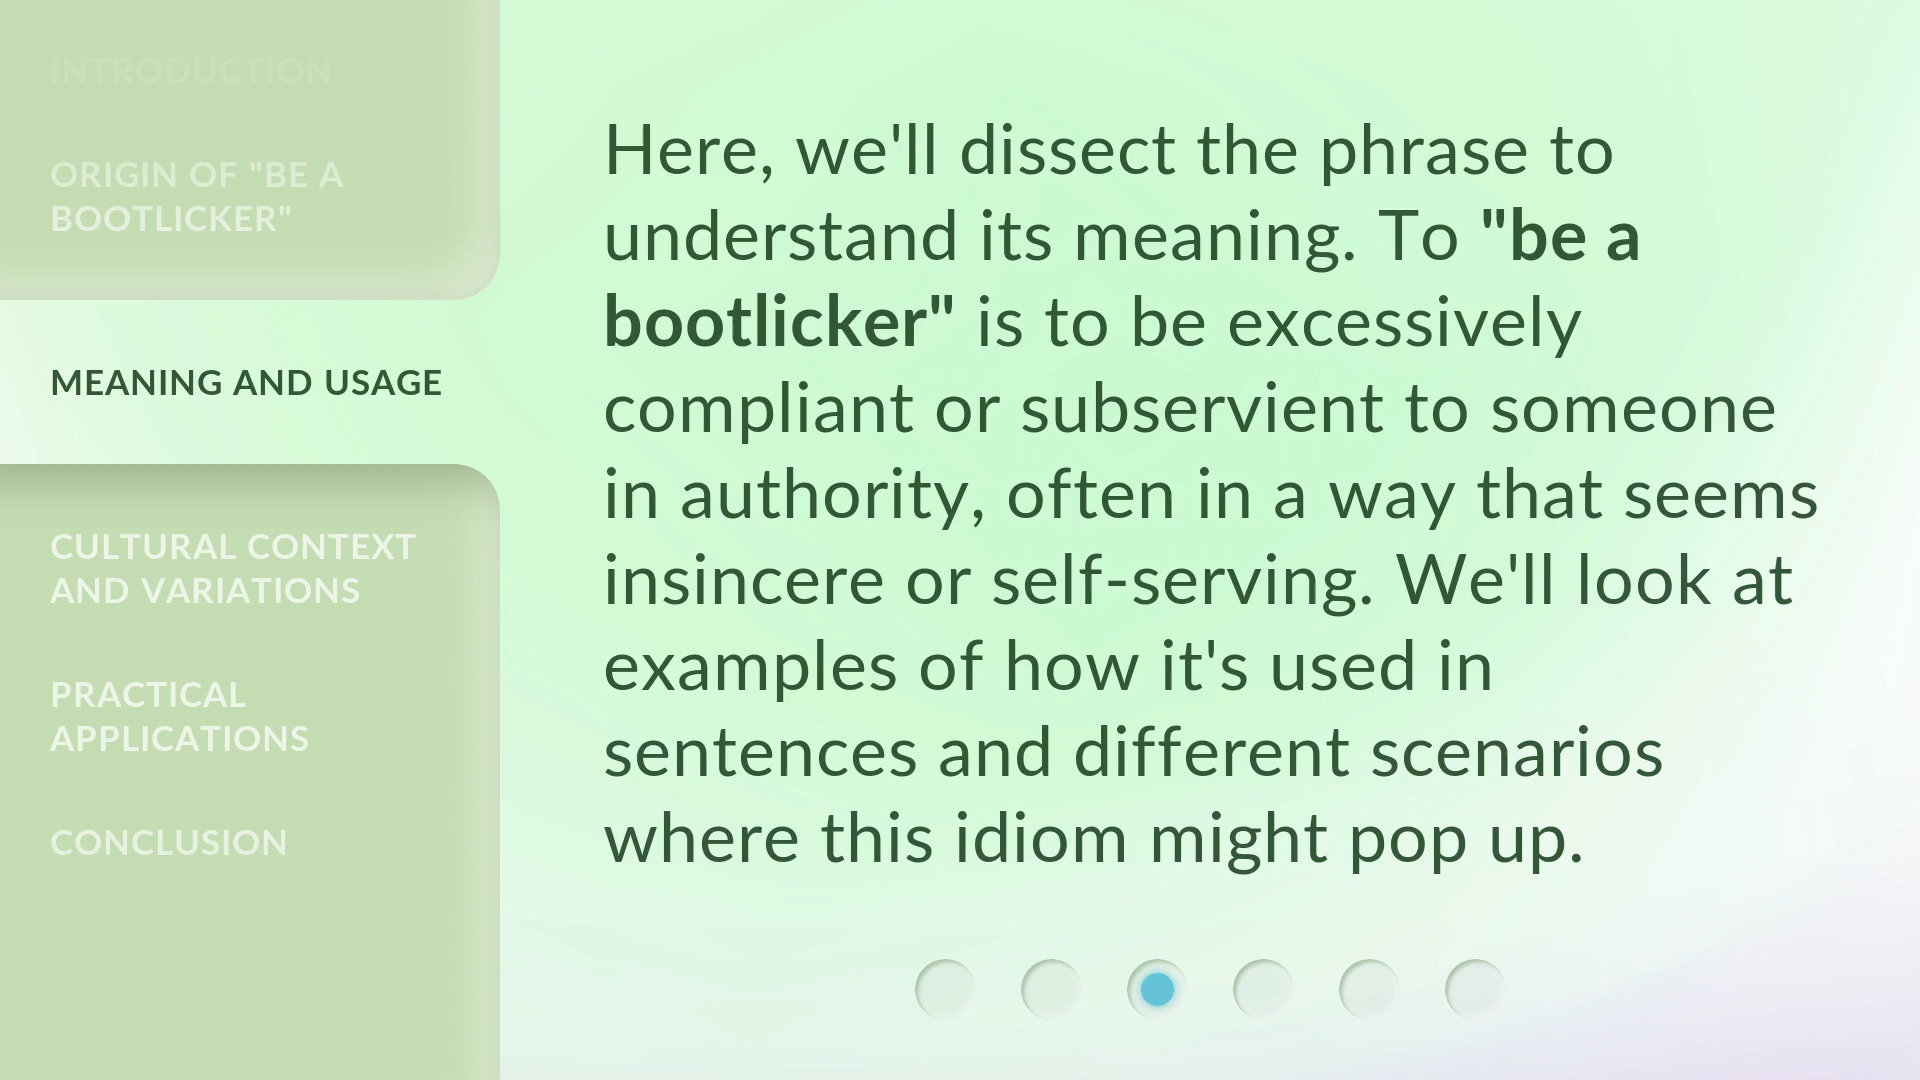 INTRODUCTION
ORIGIN OF "BE A
BOOTLICKER"
MEANING AND USAGE
CULTURAL CONTEXT
AND VARIATIONS
PRACTICAL
APPLICATIONS
CONCLUSION
Here, we'll dissect the phrase to
understand its meaning. To "be a
bootlicker" is to be excessively
compliant or subservient to someone
in authority, often in a way that seems
insincere or self-serving. We'll look at
examples of how it's used in
sentences and different scenarios
where this idiom might pop up.